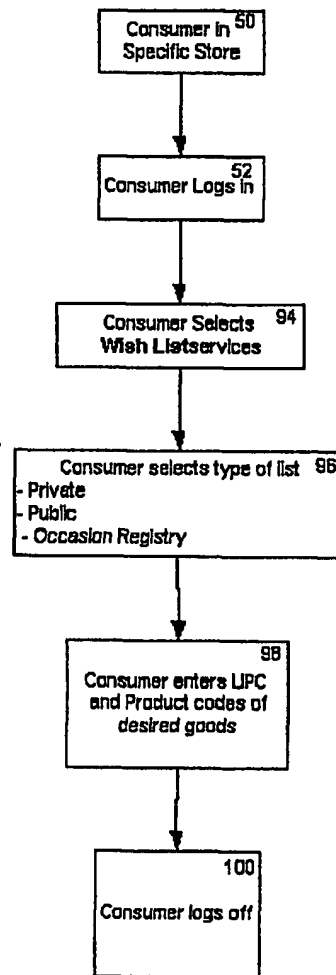 50
Consumer in
Specific Store
52
Consumer Logs in
94
Consumer Selects
Wish Listservices
96
Consumer selects type of list
- Private
- Public
- Occasion Registry
98
Consumer enters UPC
and Product codes of
desired goods
100
Consumer logs off